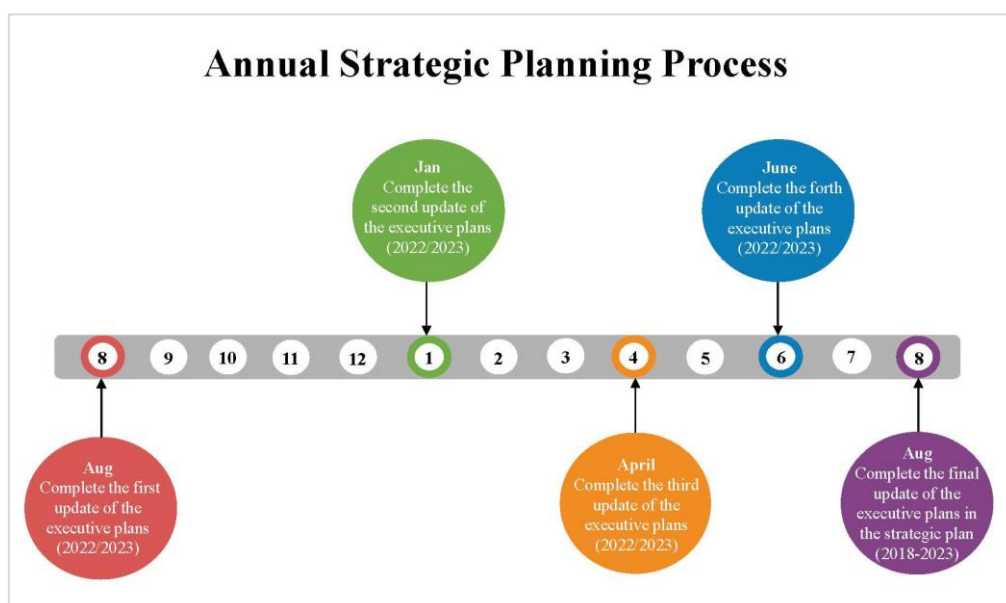 Annual Strategic Planning Process
Jan
Complete the
second update of
the executive plans
(2022/2023)
June
Complete the forth
update of the
executive plans
(2022/2023)
8 9 10 11 12 1 2 3 4 5 6 7 8
Aug
Complete the first
update of the
executive plans
(2022/2023)
April
Complete the third
update of the
executive plans
(2022/2023)
Aug
Complete the final
update of the
executive plans in
the strategic plan
(2018-2023)